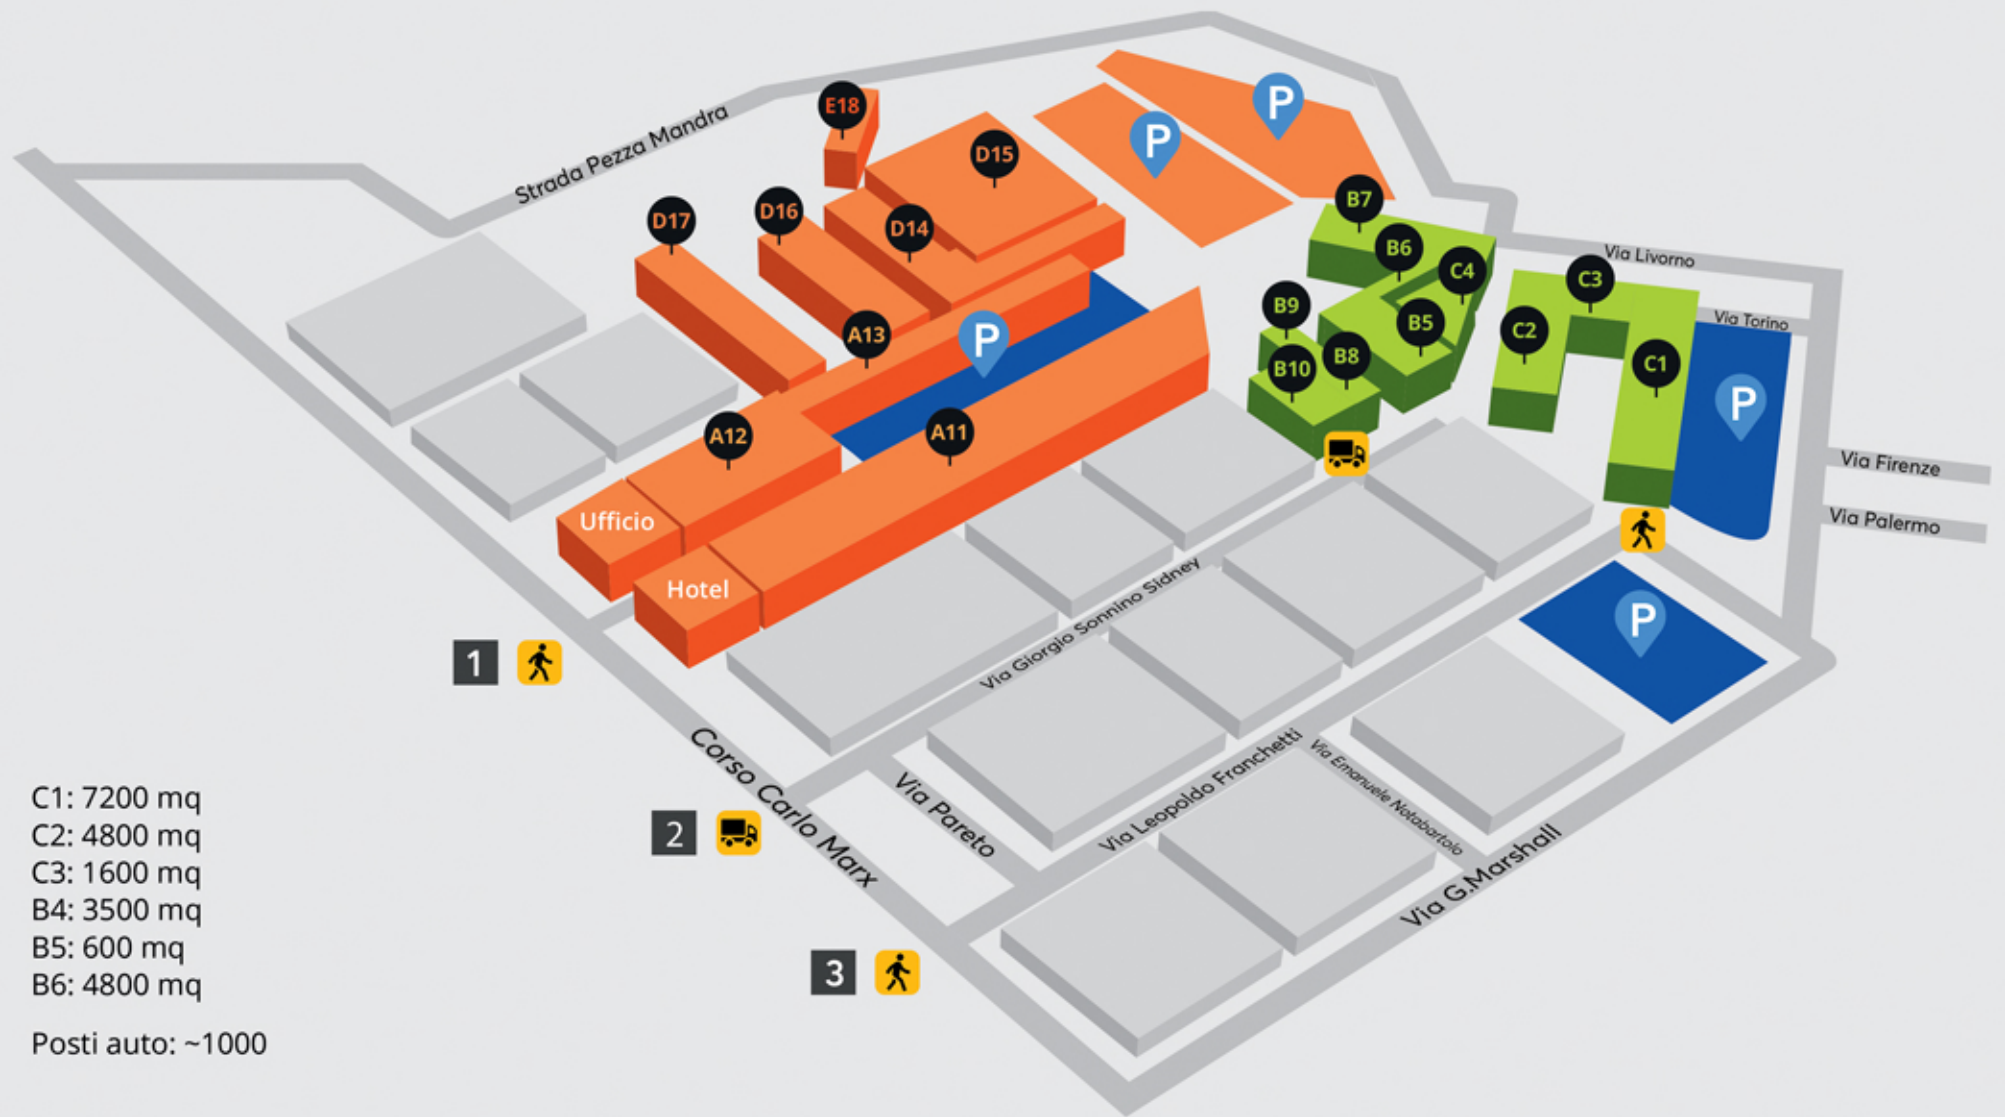 P
P
E18
D15
Strada Pezza Mandra
B7
D16
D17
D14
B6
Via Livorno
C4
C3
B9
Via Torino
B5
C2
A13
P
B8
C1
B10
P
A11
A12
Via Firenze
Ufficio
Via Palermo
Hotel
P
Via Giorgio Sonnino Sidney
1
Corso Carlo Marx
Via Pareto
Via Leopoldo Franchetti
Via Emanuele Notabartolo
Via G.Marshall
2
3
C1: 7200 mq
C2: 4800 mq
C3: 1600 mq
B4: 3500 mq
B5: 600 mq
B6: 4800 mq
Posti auto: ~1000